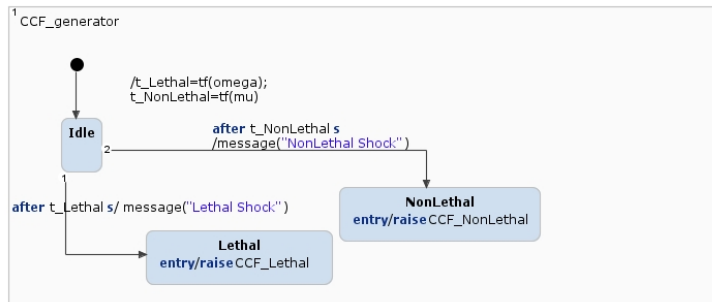 1
CCF_generator
/t_Lethal=tf(omega);
t_NonLethal=tf(mu)
Idle
2
after t_NonLethal s
/message("NonLethal Shock")
1
after t_Lethal s/ message("Lethal Shock")
NonLethal
entry/raise CCF_NonLethal
Lethal
entry/raise CCF_Lethal